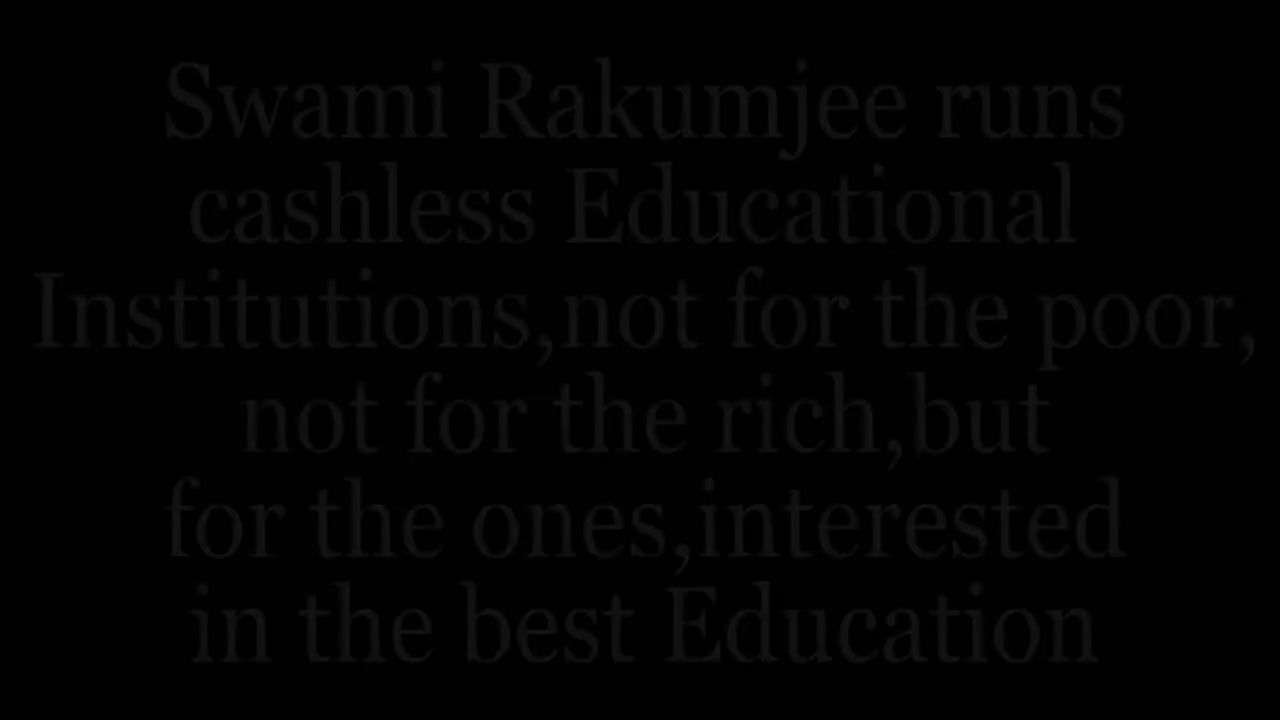 Swami Rakumjee runs
cashless Educational
Institutions,not for the poor,
not for the rich,but
for the ones,interested
in the best Education